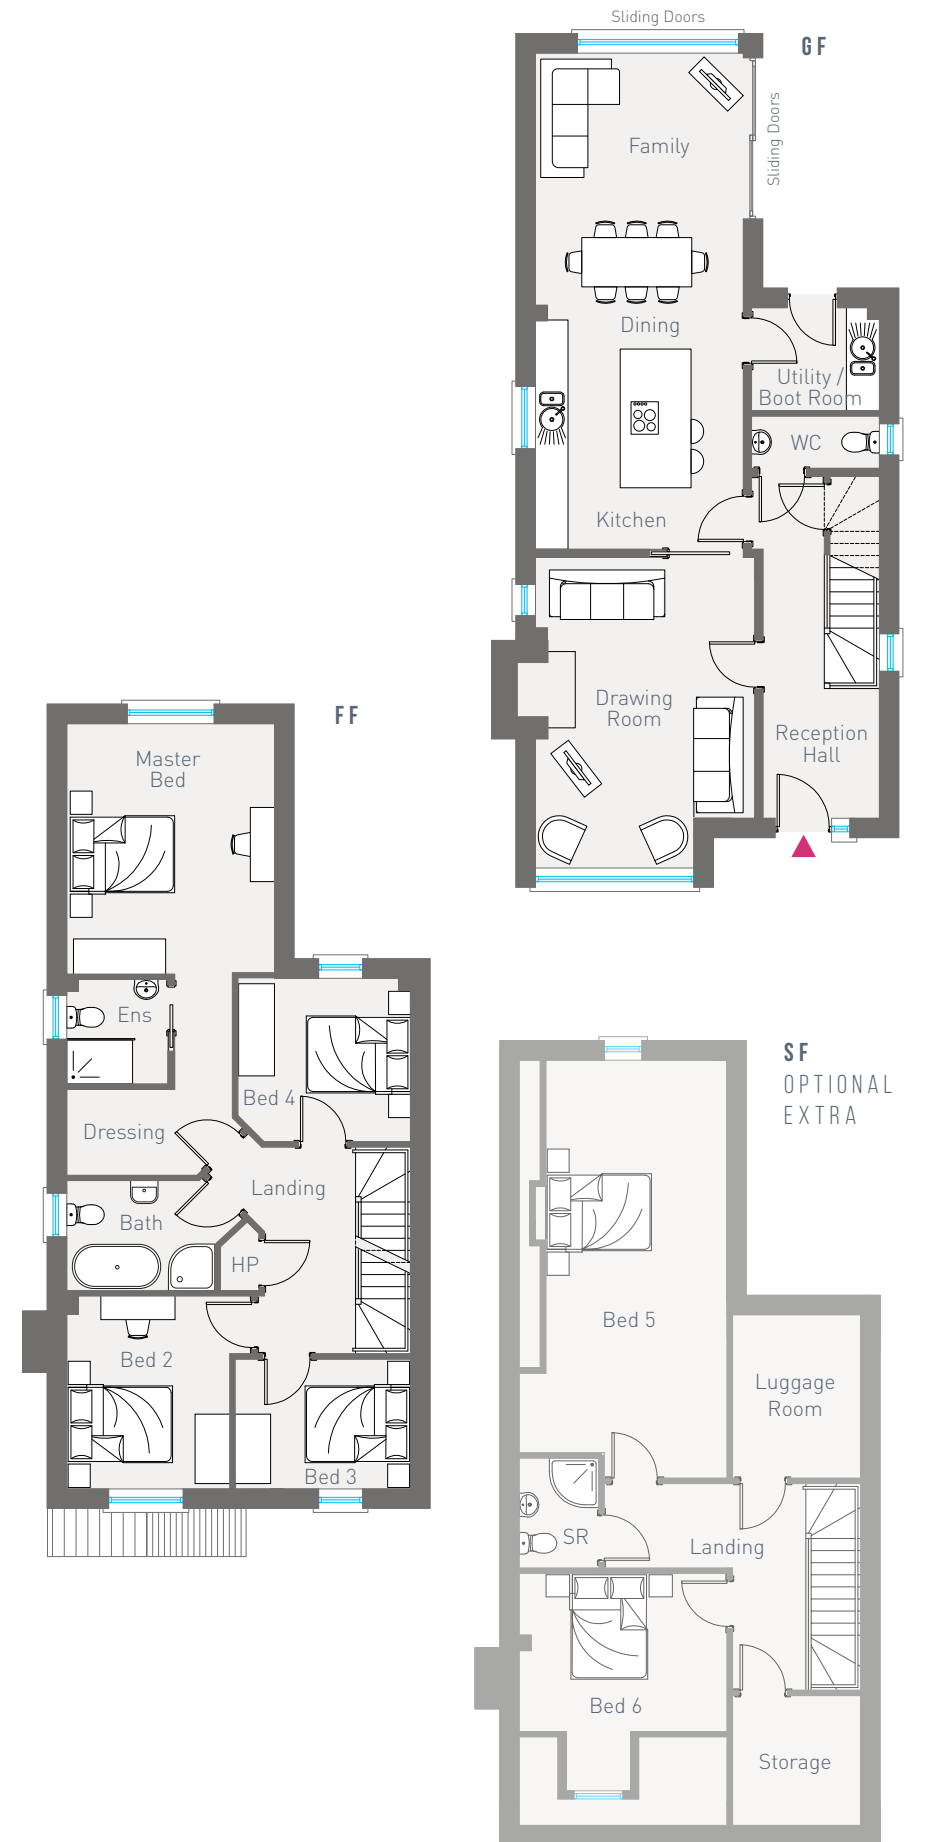 Sliding Doors
GF
Sliding Doors
Family
Dining
Utility /
Boot Room
WC
Kitchen
Drawing
Room
Reception
Hall
FF
Master
Bed
Ens
Bed 4
Dressing
Landing
Bath
HP
Bed 2
Bed 3
SF
OPTIONAL
EXTRA
Bed 5
Luggage
Room
SR
Landing
Bed 6
Storage